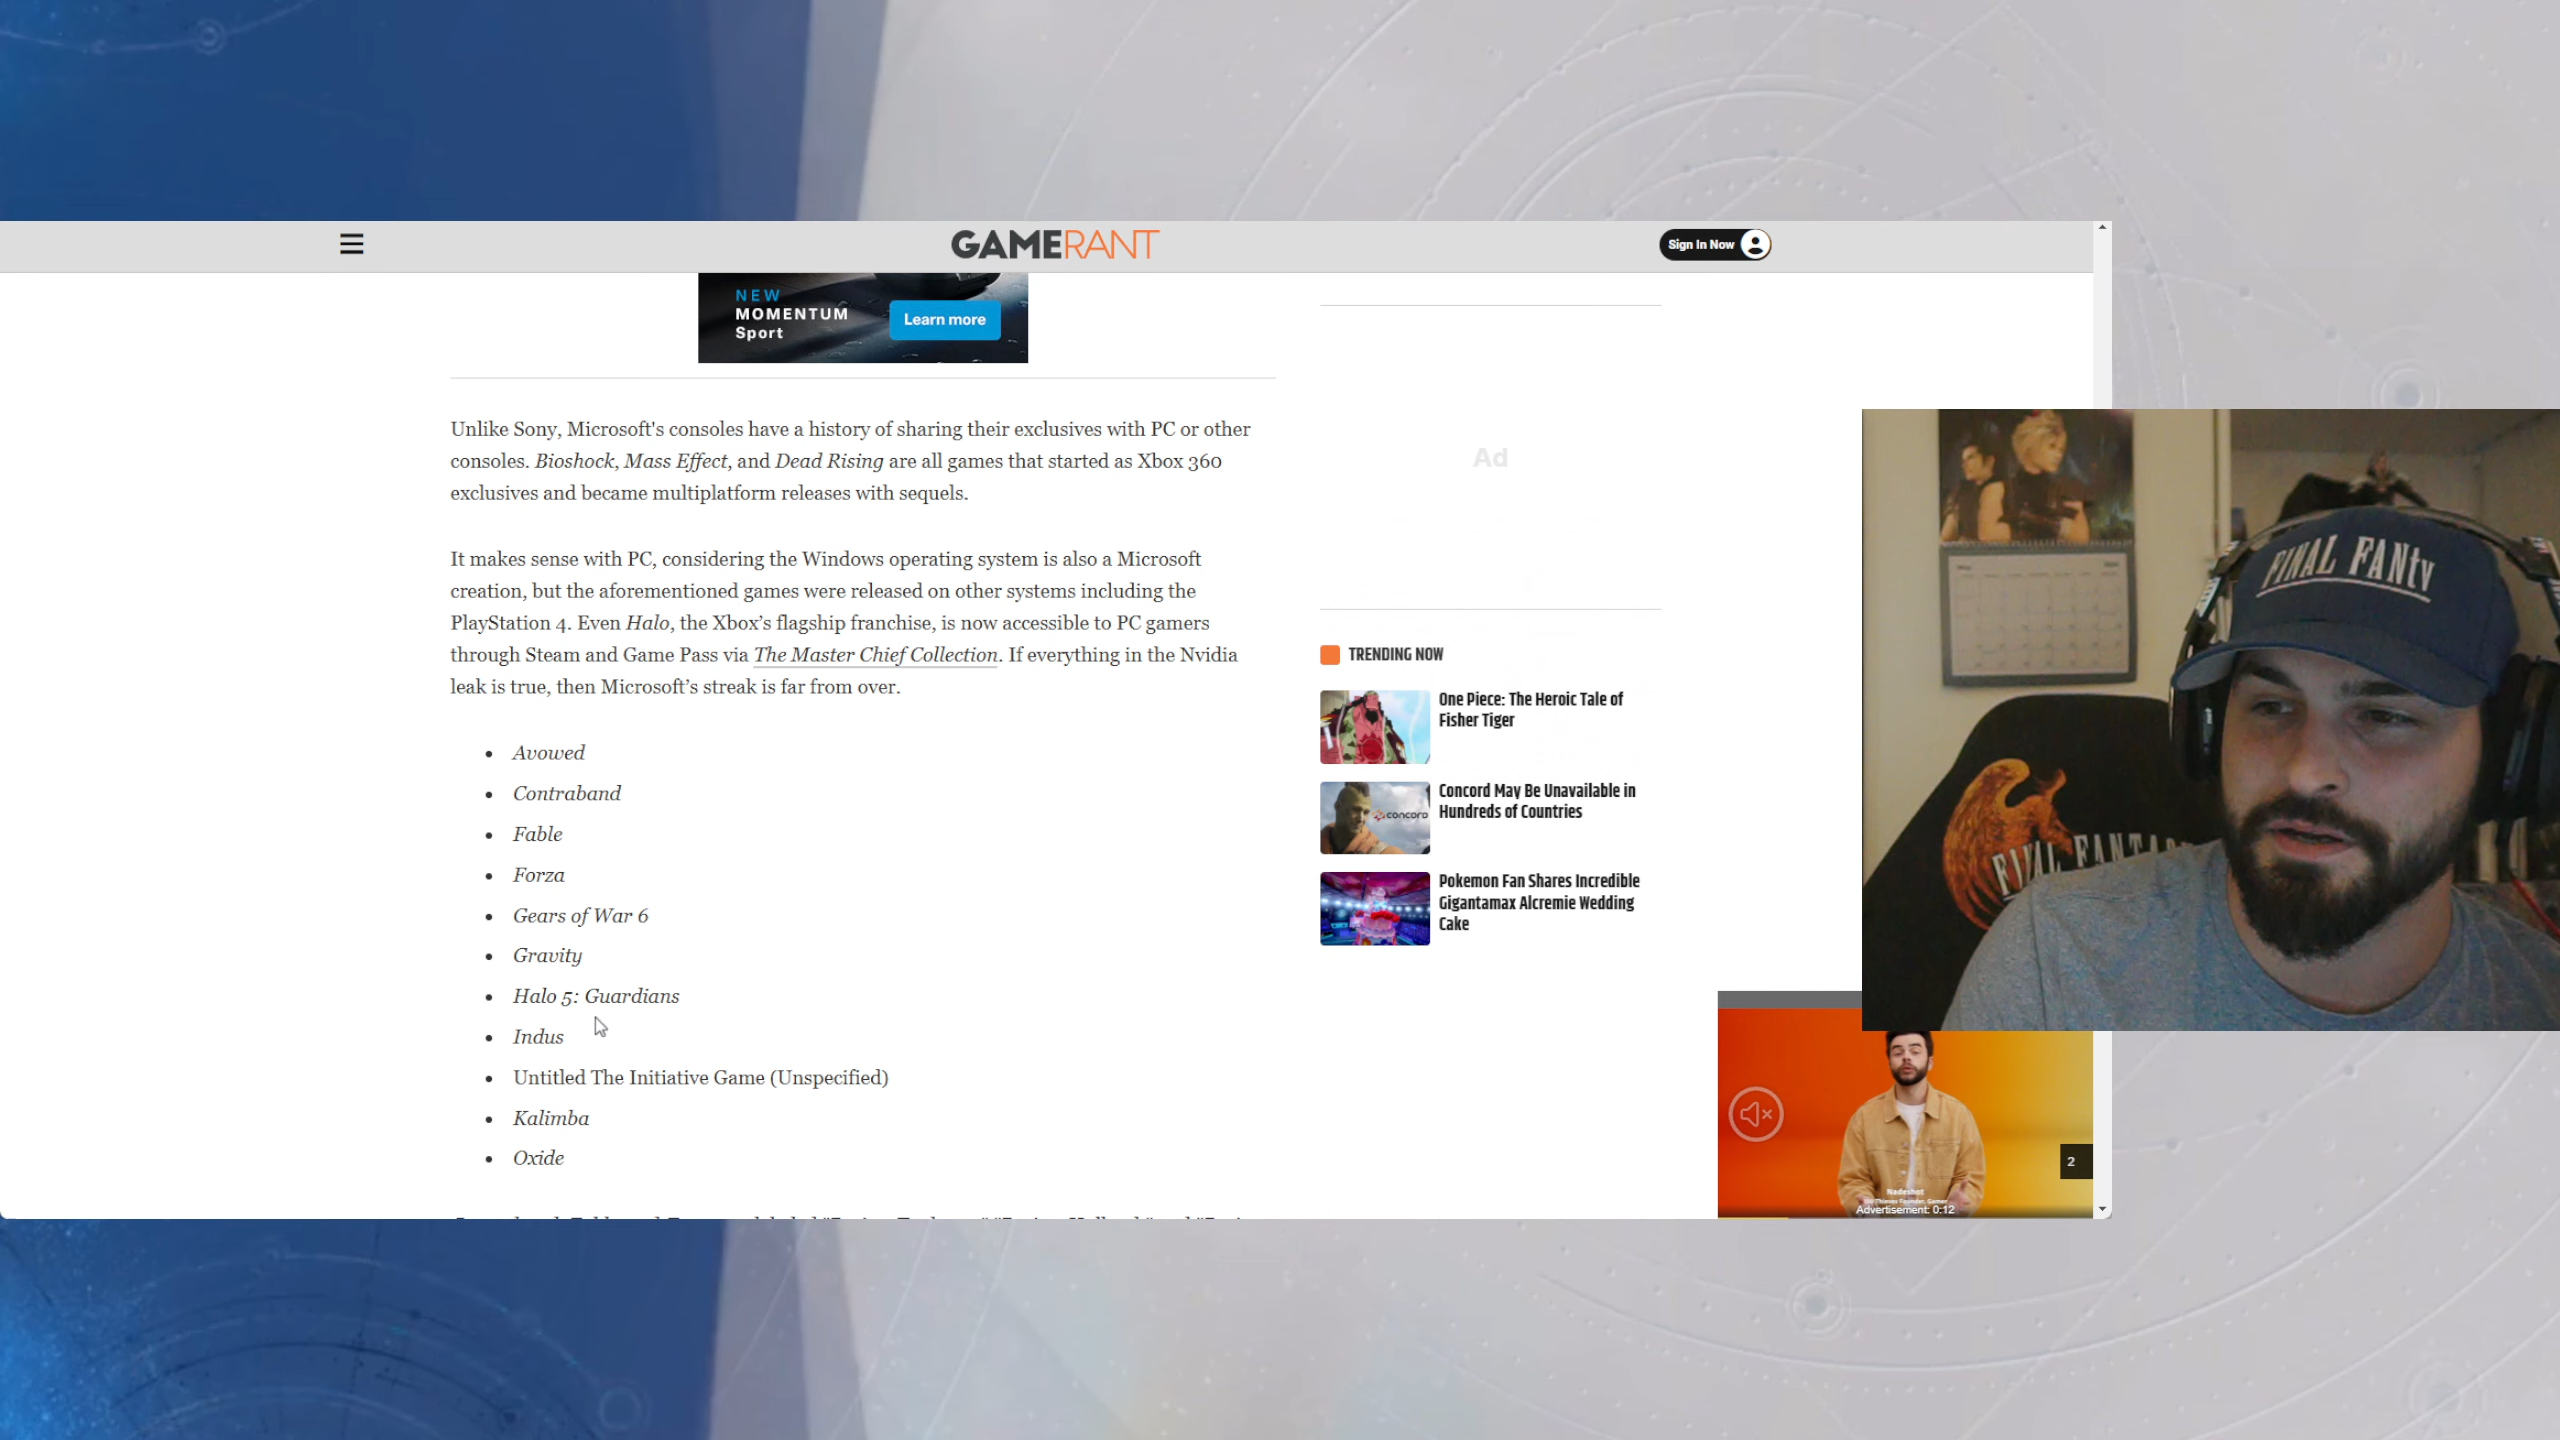 GAMERANT
Sign In Now
NEW
MOMENTUM
Sport
Learn more
Unlike Sony, Microsoft's consoles have a history of sharing their exclusives with PC or other
consoles. Bioshock, Mass Effect, and Dead Rising are all games that started as Xbox 360
exclusives and became multiplatform releases with sequels.
It makes sense with PC, considering the Windows operating system is also a Microsoft
creation, but the aforementioned games were released on other systems including the
PlayStation 4. Even Halo, the Xbox’s flagship franchise, is now accessible to PC gamers
through Steam and Game Pass via The Master Chief Collection. If everything in the Nvidia
leak is true, then Microsoft’s streak is far from over.
• Avowed
• Contraband
• Fable
• Forza
• Gears of War 6
• Gravity
• Halo 5: Guardians
• Indus
• Untitled The Initiative Game (Unspecified)
• Kalimba
• Oxide
Ad
TRENDING NOW
One Piece: The Heroic Tale of
Fisher Tiger
concord
Concord May Be Unavailable in
Hundreds of Countries
Pokemon Fan Shares Incredible
Gigantamax Alcremie Wedding
Cake
FINAL FANtv
FINAL FANTA
2
Nadeshot
Advertisement: 0:12